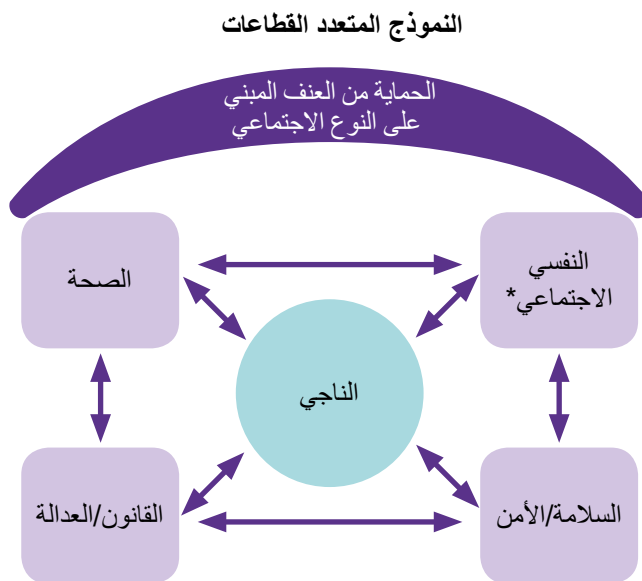 النموذج المتعدد القطاعات
الحماية من العنف المبني
على النوع الاجتماعي
النفسي
الاجتماعي*
الصحة
الناجي
السلامة/الأمن
القانون/العدالة